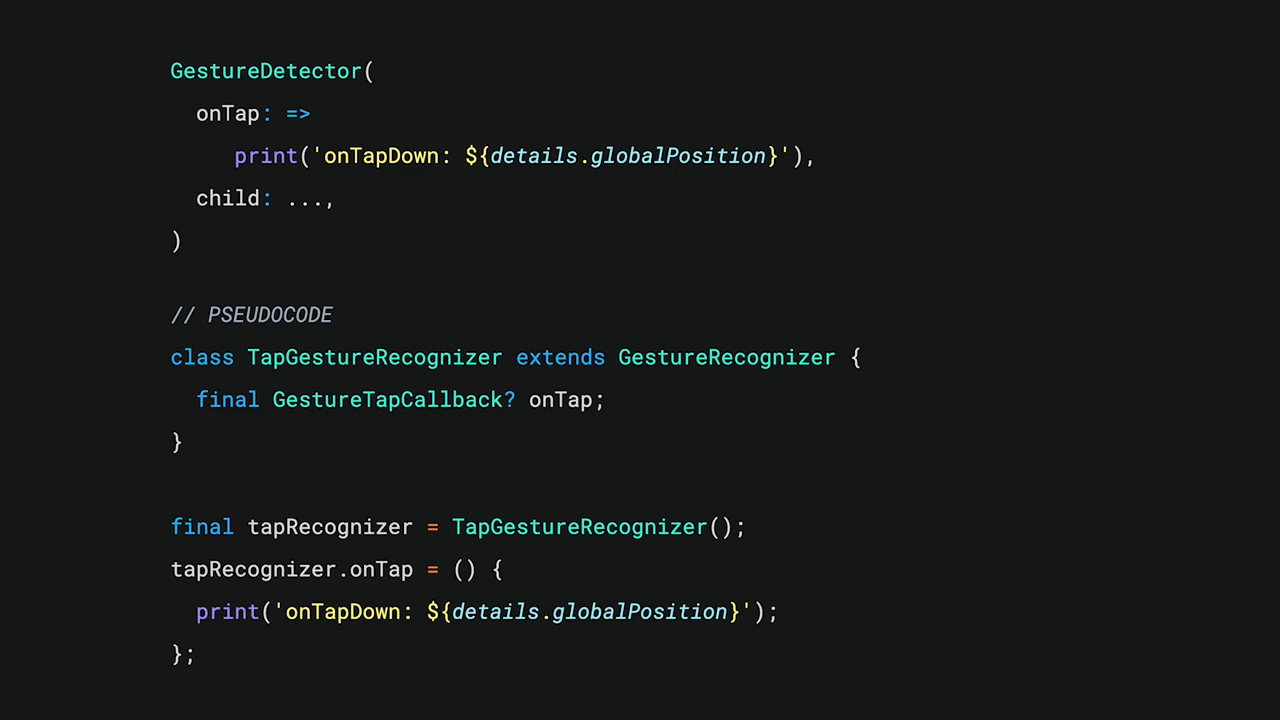 GestureDetector(
  onTap: =>
     print('onTapDown: ${details.globalPosition}'),
  child: ...,
)
// PSEUDOCODE
class TapGestureRecognizer extends GestureRecognizer {
  final GestureTapCallback? onTap;
}
final tapRecognizer = TapGestureRecognizer();
tapRecognizer.onTap = () {
  print('onTapDown: ${details.globalPosition}');
};